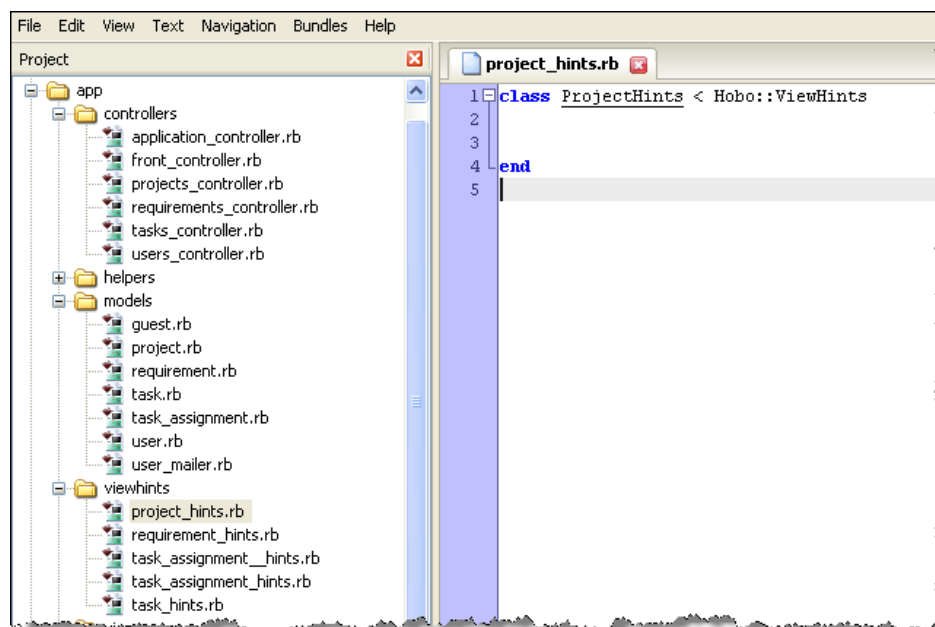 File Edit View Text Navigation Bundles Help
Project
app
controllers
application_controller.rb
front_controller.rb
projects_controller.rb
requirements_controller.rb
tasks_controller.rb
users_controller.rb
helpers
models
guest.rb
project.rb
requirement.rb
task.rb
task_assignment.rb
user.rb
user_mailer.rb
viewhints
project_hints.rb
requirement_hints.rb
task_assignment__hints.rb
task_assignment_hints.rb
task_hints.rb
project_hints.rb
1 class ProjectHints < Hobo::ViewHints
2
3
4 end
5